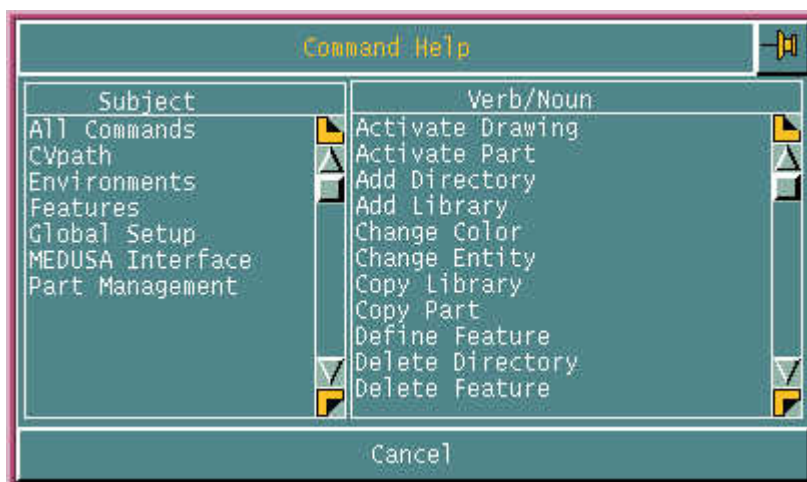 Command Help
Subject
All Commands
CVpath
Environments
Features
Global Setup
MEDUSA Interface
Part Management
Verb/Noun
Activate Drawing
Activate Part
Add Directory
Add Library
Change Color
Change Entity
Copy Library
Copy Part
Define Feature
Delete Directory
Delete Feature
Cancel